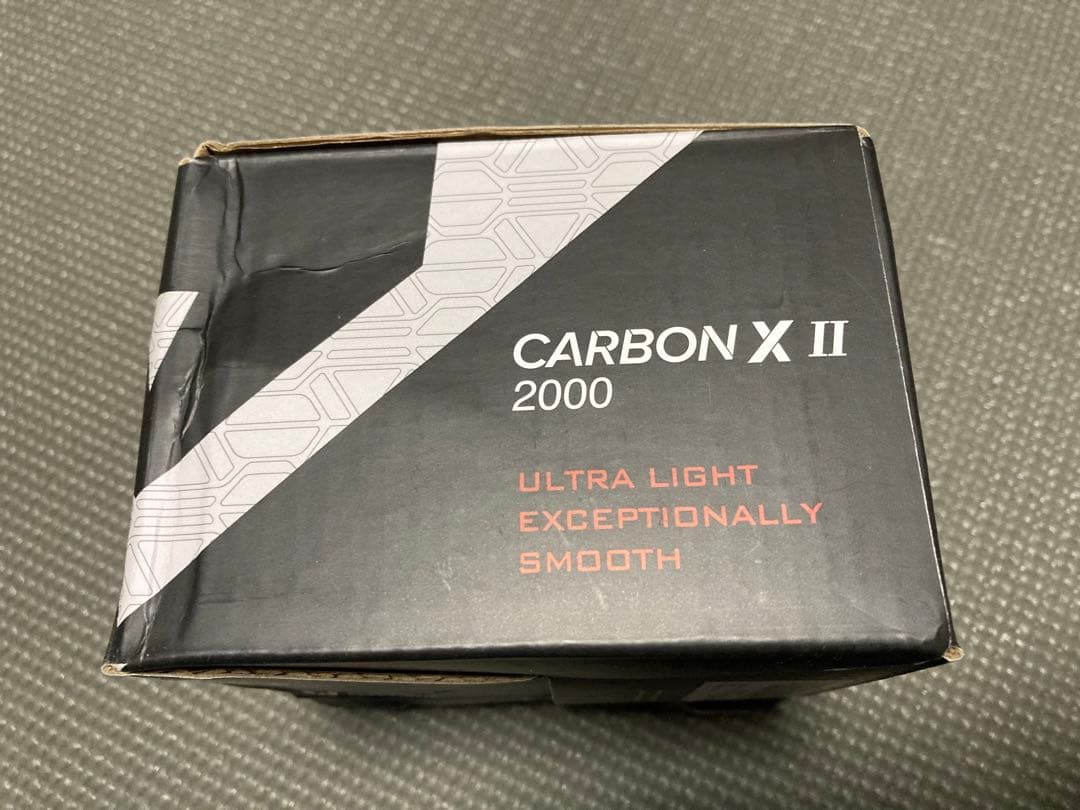 CARBON X II
2000
ULTRA LIGHT
EXCEPTIONALLY
SMOOTH